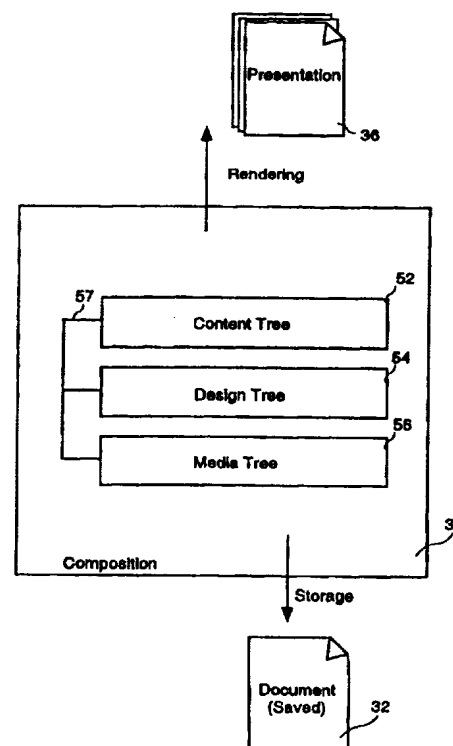 Presentation
36
Rendering
52
57
Content Tree
54
Design Tree
56
Media Tree
Composition
3
Storage
Document
(Saved)
32